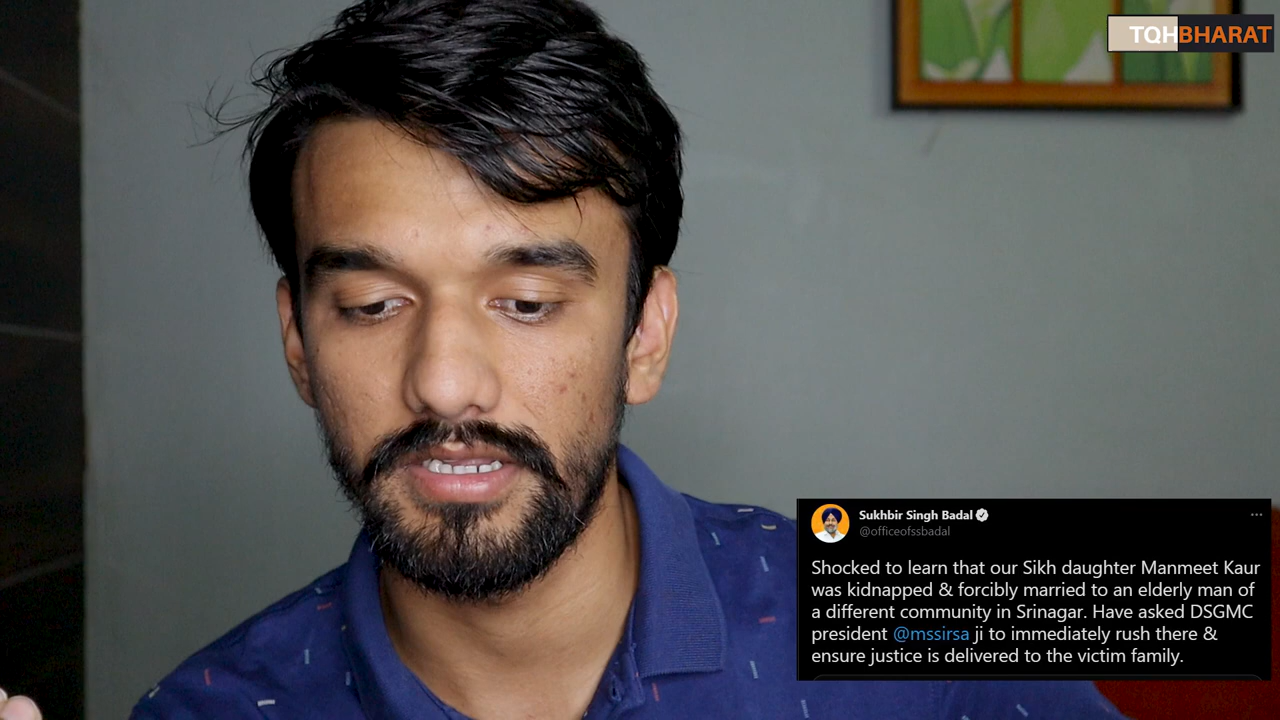 TQHBHARAT
Sukhbir Singh Badal
@officeofssbadal
Shocked to learn that our Sikh daughter Manmeet Kaur
was kidnapped & forcibly married to an elderly man of
a different community in Srinagar. Have asked DSGMC
president @mssirsa ji to immediately rush there &
ensure justice is delivered to the victim family.